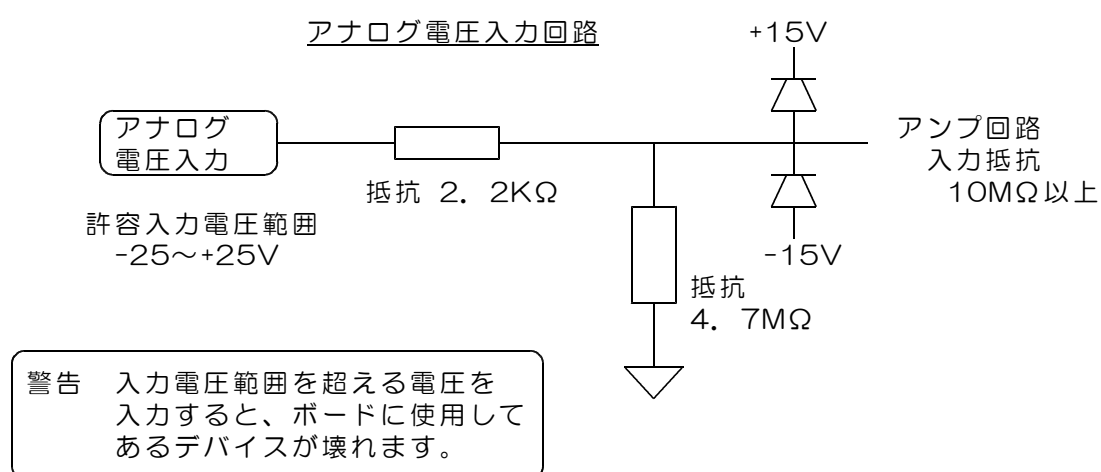 アナログ電圧入力回路
+15V
アナログ
電圧入力
アンプ回路
入力抵抗
10MΩ以上
抵抗 2．2KΩ
許容入力電圧範囲
-25～+25V
-15V
抵抗
4．7MΩ
警告 入力電圧範囲を超える電圧を
入力すると、ボードに使用して
あるデバイスが壊れます。